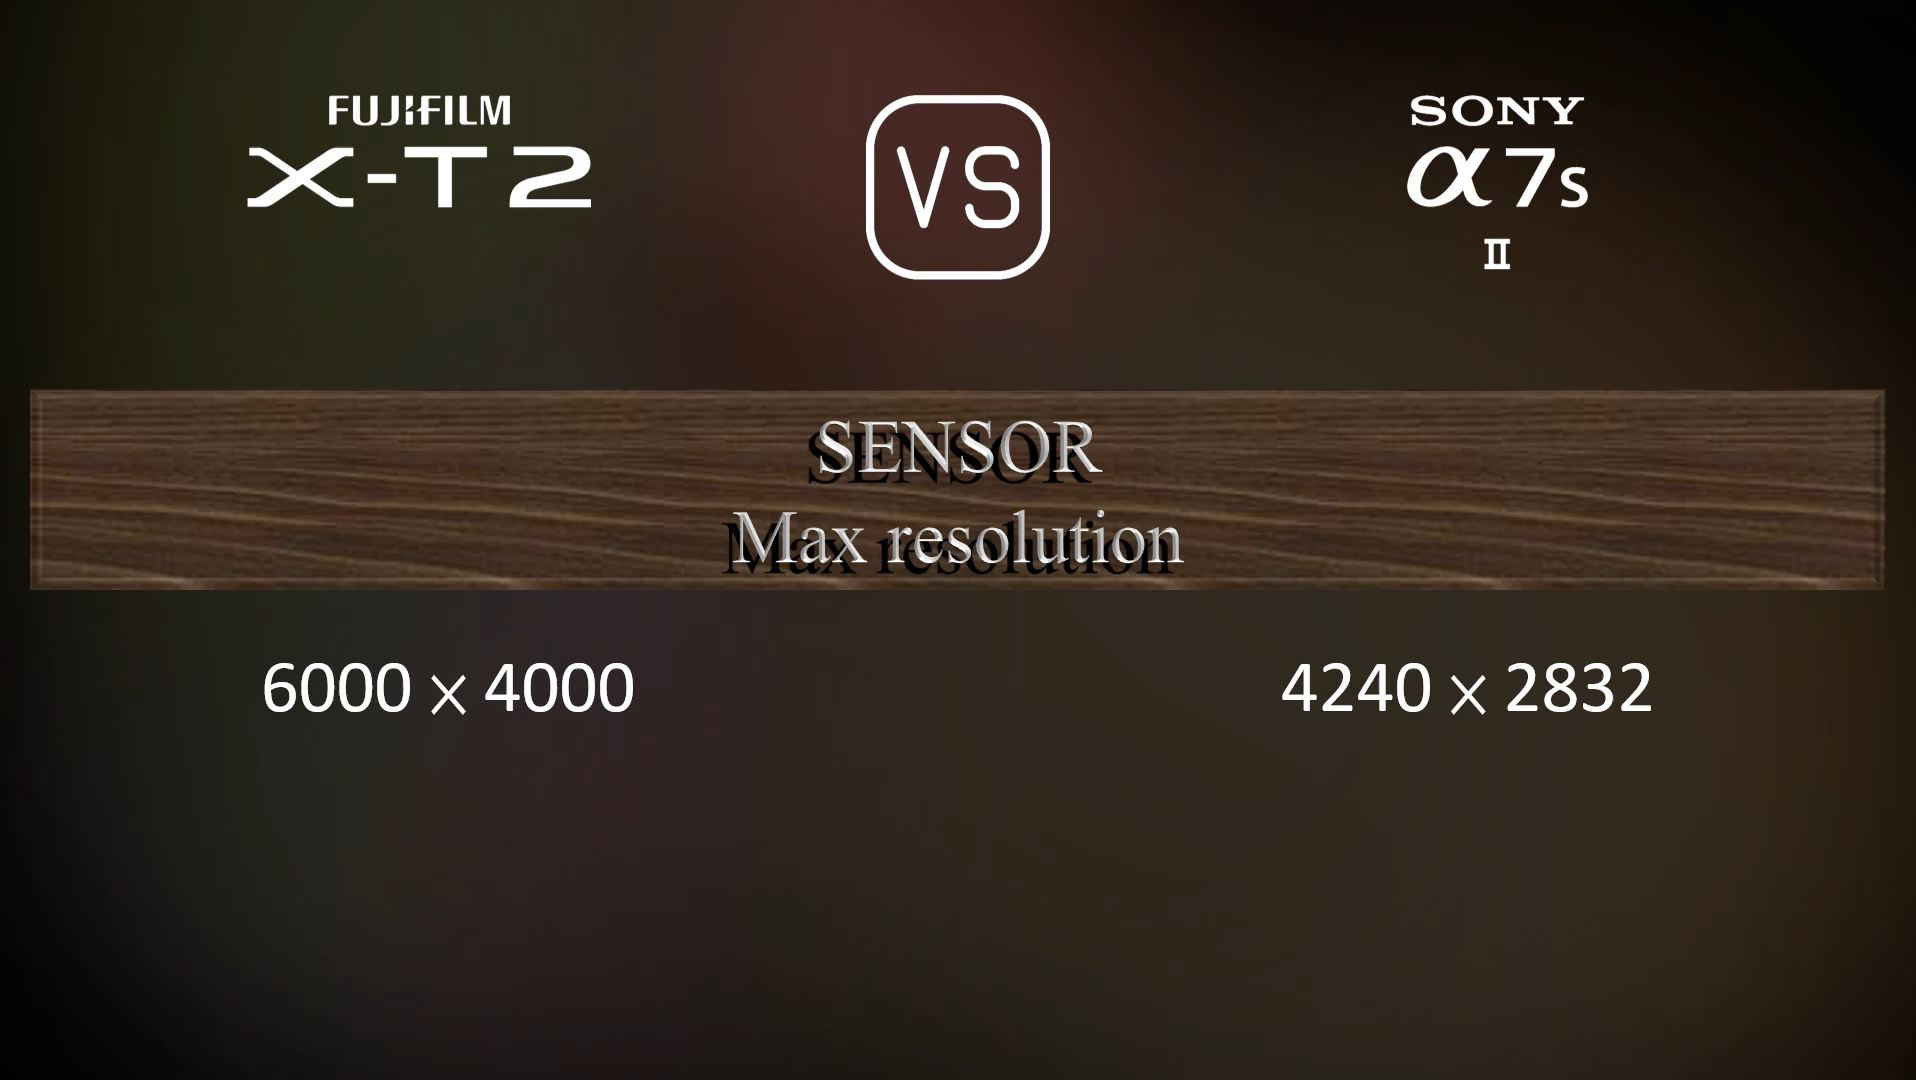 FUJIFILM
X-T2
VS
SONY
α7s
II
SENSOR
Max resolution
6000 x 4000
4240 x 2832